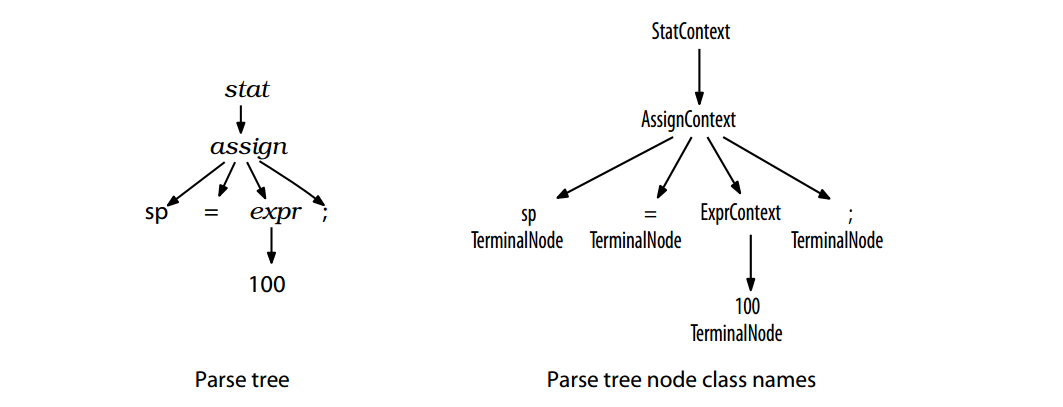 stat
assign
sp = expr ;
100
Parse tree
StatContext
AssignContext
sp = ExprContext ;
TerminalNode TerminalNode TerminalNode
100
TerminalNode
Parse tree node class names